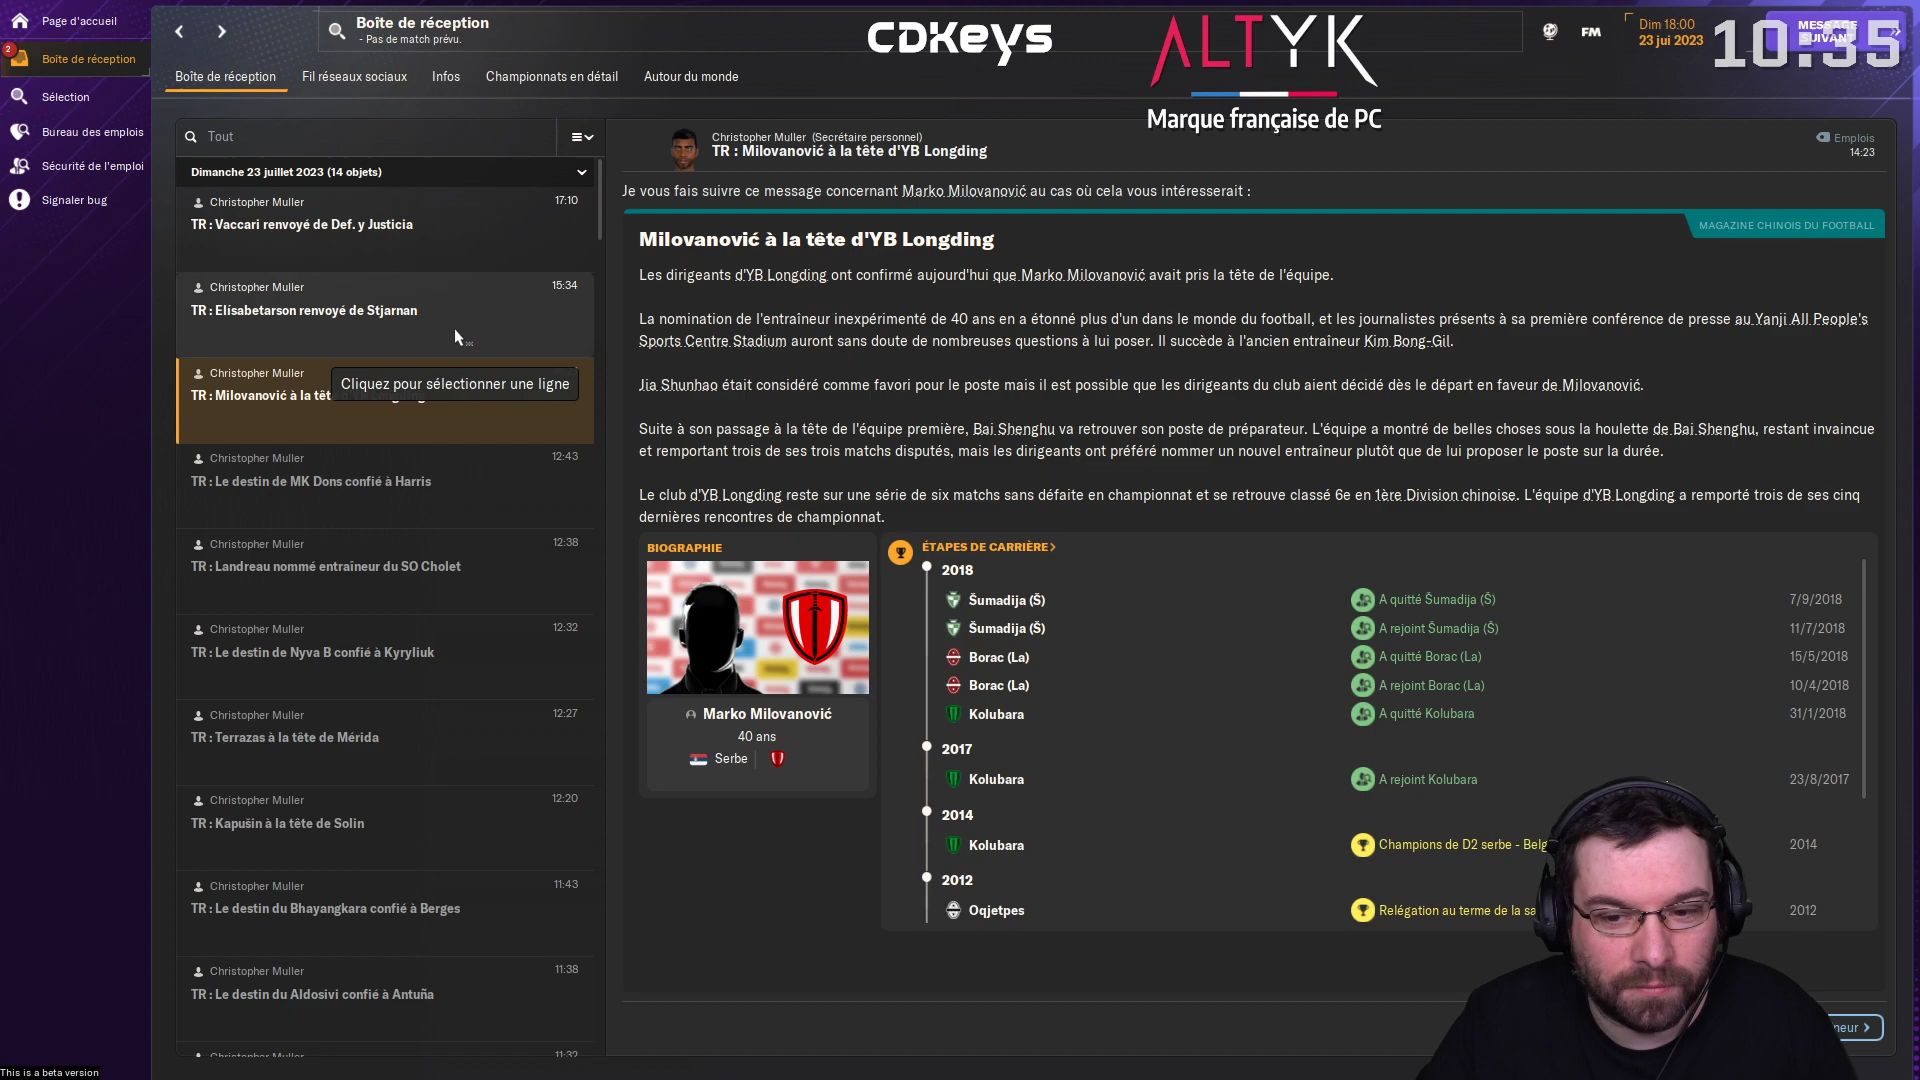 Page d'accueil
2
Boîte de réception
Sélection
Bureau des emplois
Sécurité de l'emploi
Signaler bug
Boîte de réception
- Pas de match prévu.
CDKeys
ALTYK
Marque française de PC
FM
Dim 18:00
23 jui 2023
MESSAGE
SUIVANT
10:35
Boîte de réception
Fil réseaux sociaux
Infos
Championnats en détail
Autour du monde
Tout
Dimanche 23 juillet 2023 (14 objets)
Christopher Muller
17:10
TR : Vaccari renvoyé de Def. y Justicia
Christopher Muller
15:34
TR : Elísabetarson renvoyé de Stjarnan
Christopher Muller
TR : Milovanović à la têt
Cliquez pour sélectionner une ligne
Christopher Muller
12:43
TR : Le destin de MK Dons confié à Harris
Christopher Muller
12:38
TR : Landreau nommé entraîneur du SO Cholet
Christopher Muller
12:32
TR : Le destin de Nyva B confié à Kyryliuk
Christopher Muller
12:27
TR : Terrazas à la tête de Mérida
Christopher Muller
12:20
TR : Kapušin à la tête de Solin
Christopher Muller
11:43
TR : Le destin du Bhayangkara confié à Berges
Christopher Muller
11:38
TR : Le destin du Aldosivi confié à Antuña
Christopher Muller
11:32
Christopher Muller (Secrétaire personnel)
TR : Milovanović à la tête d'YB Longding
Emplois
14:23
Je vous fais suivre ce message concernant Marko Milovanović au cas où cela vous intéresserait :
MAGAZINE CHINOIS DU FOOTBALL
Milovanović à la tête d'YB Longding
Les dirigeants d'YB Longding ont confirmé aujourd'hui que Marko Milovanović avait pris la tête de l'équipe.
La nomination de l'entraîneur inexpérimenté de 40 ans en a étonné plus d'un dans le monde du football, et les journalistes présents à sa première conférence de presse au Yanji All People's
Sports Centre Stadium auront sans doute de nombreuses questions à lui poser. Il succède à l'ancien entraîneur Kim Bong-Gil.
Jia Shunhao était considéré comme favori pour le poste mais il est possible que les dirigeants du club aient décidé dès le départ en faveur de Milovanović.
Suite à son passage à la tête de l'équipe première, Bai Shenghu va retrouver son poste de préparateur. L'équipe a montré de belles choses sous la houlette de Bai Shenghu, restant invaincue
et remportant trois de ses trois matchs disputés, mais les dirigeants ont préféré nommer un nouvel entraîneur plutôt que de lui proposer le poste sur la durée.
Le club d'YB Longding reste sur une série de six matchs sans défaite en championnat et se retrouve classé 6e en 1ère Division chinoise. L'équipe d'YB Longding a remporté trois de ses cinq
dernières rencontres de championnat.
BIOGRAPHIE
Marko Milovanović
40 ans
Serbe
ÉTAPES DE CARRIÈRE
2018
Šumadija (Š) A quitté Šumadija (Š) 7/9/2018
Šumadija (Š) A rejoint Šumadija (Š) 11/7/2018
Borac (La) A quitté Borac (La) 15/5/2018
Borac (La) A rejoint Borac (La) 10/4/2018
Kolubara A quitté Kolubara 31/1/2018
2017
Kolubara A rejoint Kolubara 23/8/2017
2014
Kolubara Champions de D2 serbe - Belg 2014
2012
Oqjetpes Relégation au terme de la sa 2012
neur
This is a beta version